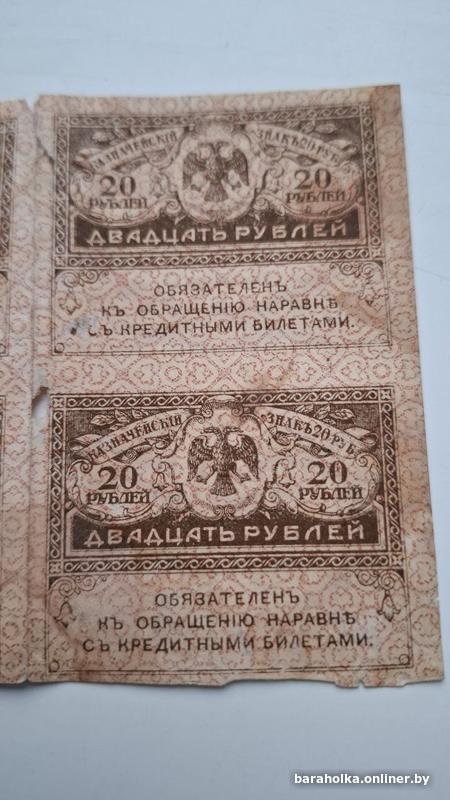 КАЗНАЧЕЙСКІЙ ЗНАКЪ 20 РУБ.
20 РУБЛЕЙ 20 РУБЛЕЙ
ДВАДЦАТЬ РУБЛЕЙ
ОБЯЗАТЕЛЕНЪ
КЪ ОБРАЩЕНІЮ НАРАВНѢ
СЪ КРЕДИТНЫМИ БИЛЕТАМИ.
КАЗНАЧЕЙСКІЙ ЗНАКЪ 20 РУБ.
20 РУБЛЕЙ 20 РУБЛЕЙ
ДВАДЦАТЬ РУБЛЕЙ
ОБЯЗАТЕЛЕНЪ
КЪ ОБРАЩЕНІЮ НАРАВНѢ
СЪ КРЕДИТНЫМИ БИЛЕТАМИ.
baraholka.onliner.by